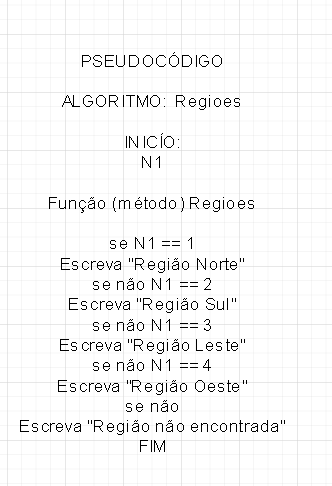 PSEUDOCÓDIGO
ALGORITMO: Regioes
INICÍO:
N1
Função (método) Regioes
se N1 == 1
Escreva "Região Norte"
se não N1 == 2
Escreva "Região Sul"
se não N1 == 3
Escreva "Região Leste"
se não N1 == 4
Escreva "Região Oeste"
se não
Escreva "Região não encontrada"
FIM